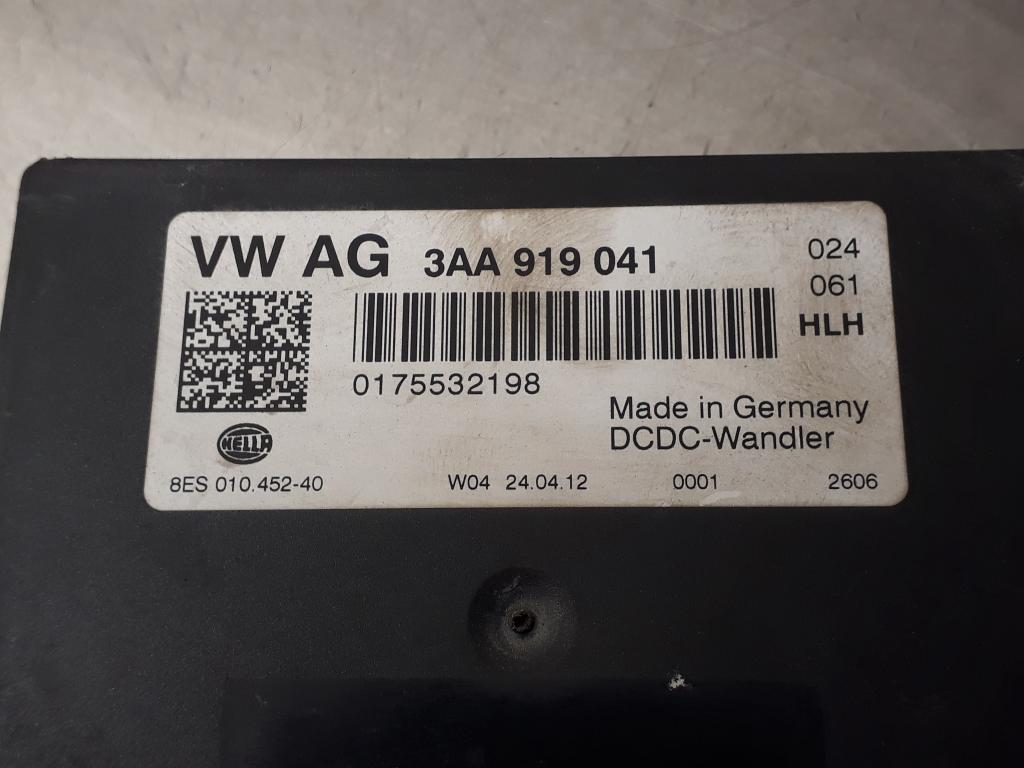 VW AG 3AA 919 041
024
061
HLH
0175532198
Made in Germany
DCDC-Wandler
HELLA
8ES 010.452-40 W04 24.04.12 0001 2606